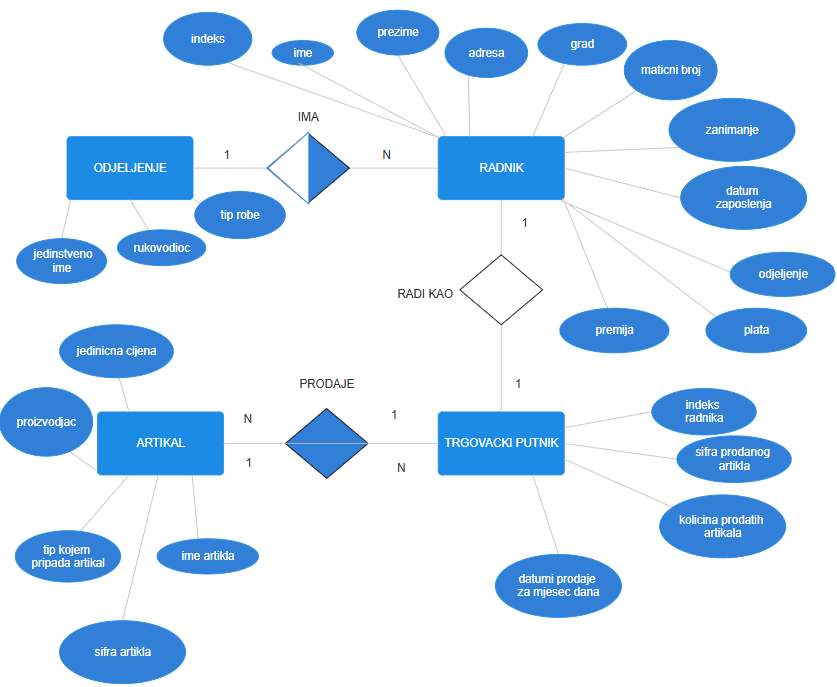 indeks
ime
prezime
adresa
grad
maticni broj
zanimanje
datum
zaposlenja
odjeljenje
plata
premija
IMA
1
N
ODJELJENJE
RADNIK
tip robe
rukovodioc
jedinstveno
ime
1
RADI KAO
1
jedinicna cijena
proizvodjac
PRODAJE
N
1
ARTIKAL
TRGOVACKI PUTNIK
1
N
indeks
radnika
sifra prodanog
artikla
kolicina prodatih
artikala
datumi prodaje
za mjesec dana
tip kojem
pripada artikal
ime artikla
sifra artikla